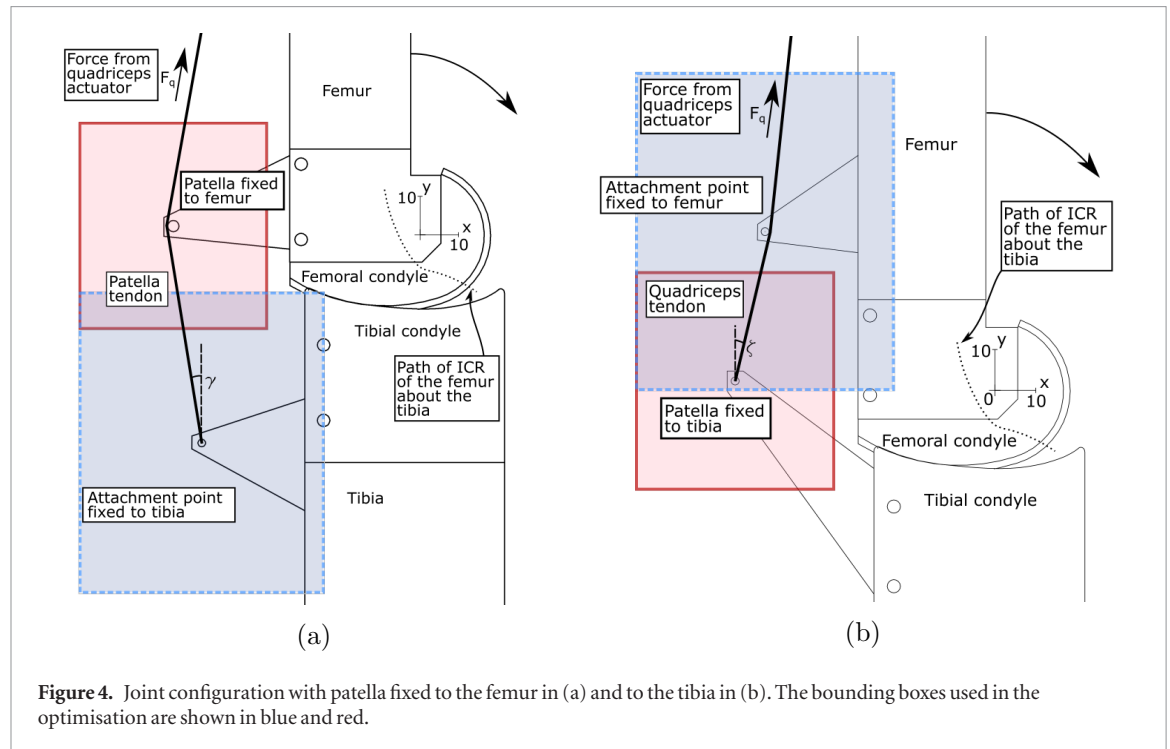 Force from
quadriceps
actuator
F_q
Femur
Patella fixed
to femur
10
y
x
10
Patella
tendon
Femoral condyle
Tibial condyle
γ
Path of ICR
of the femur
about the
tibia
Attachment point
fixed to tibia
Tibia
(a)
Force from
quadriceps
actuator
F_q
Femur
Attachment point
fixed to femur
Path of ICR
of the femur
about the
tibia
Quadriceps
tendon
ζ
10
y
x
0
10
Patella fixed
to tibia
Femoral condyle
Tibial condyle
(b)
Figure 4. Joint configuration with patella fixed to the femur in (a) and to the tibia in (b). The bounding boxes used in the
optimisation are shown in blue and red.